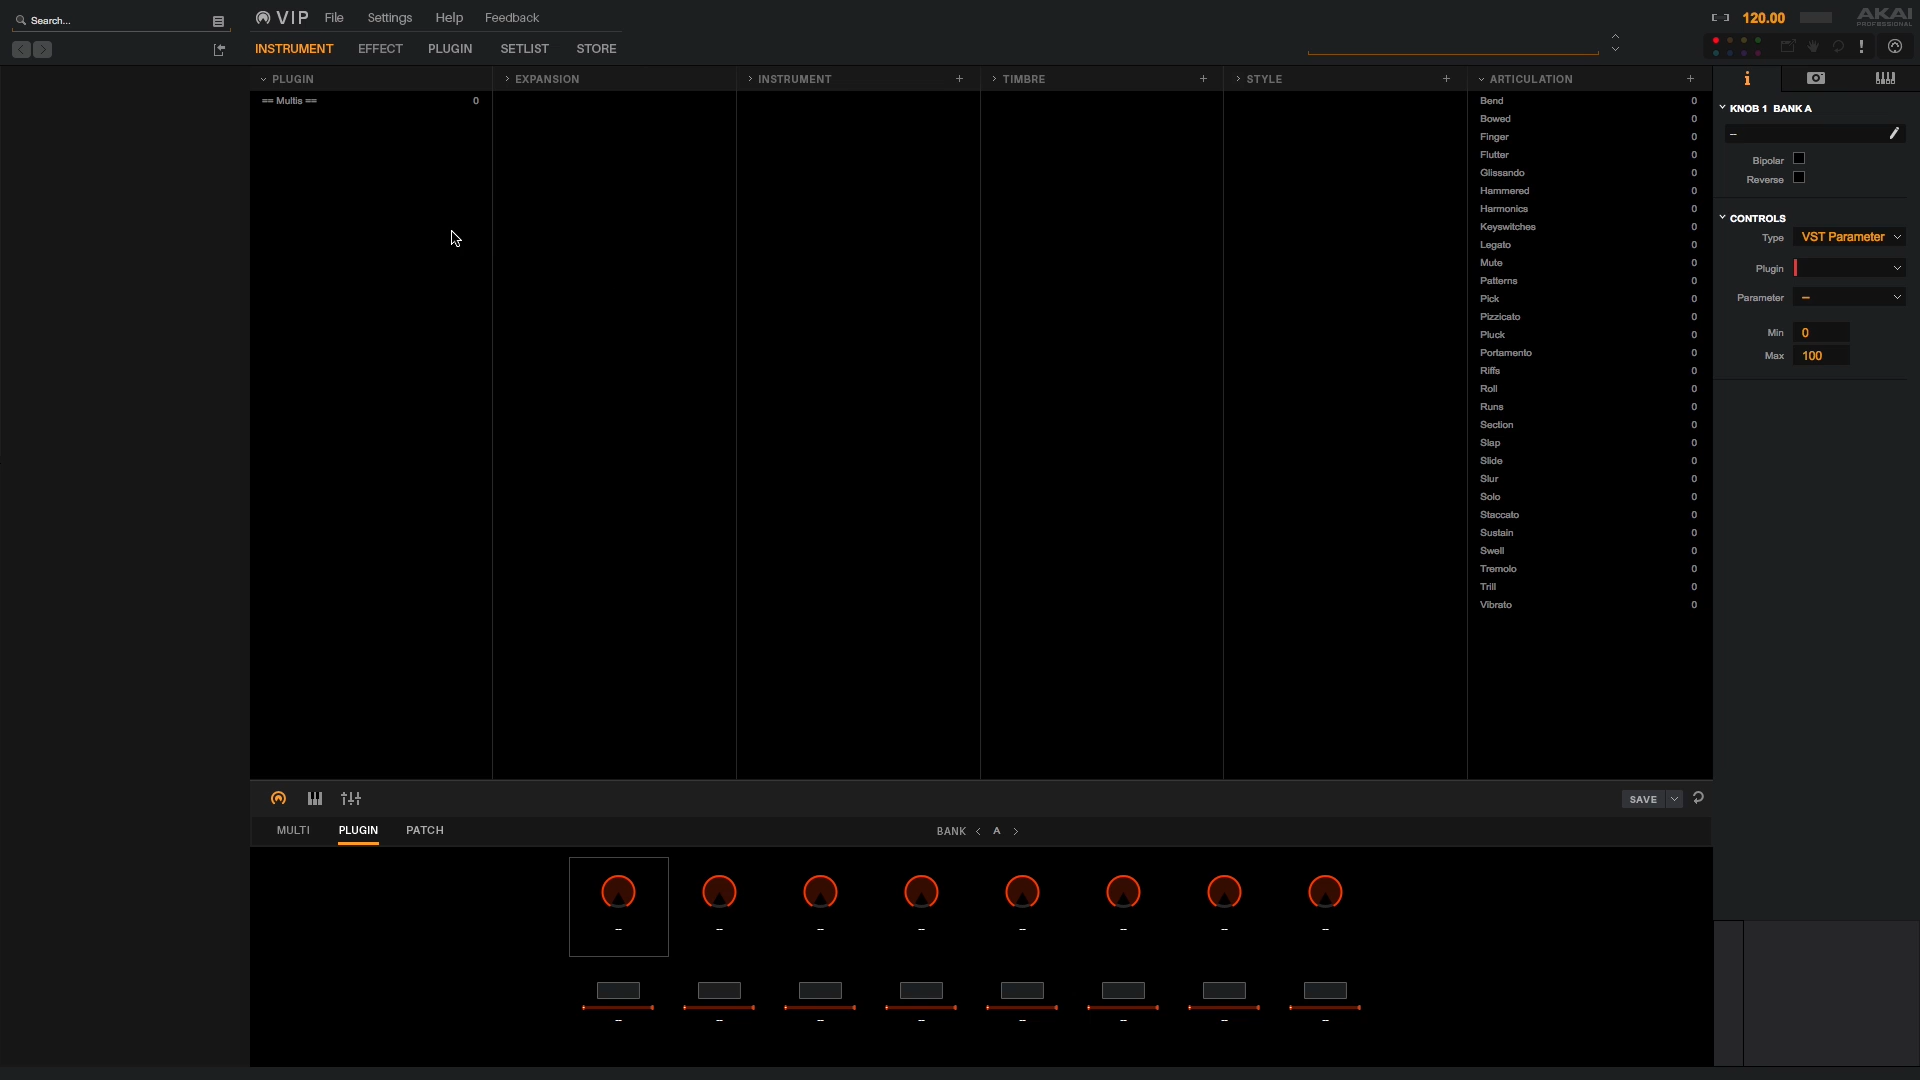 Search...
VIP File Settings Help Feedback
120.00
AKAI
PROFESSIONAL
INSTRUMENT EFFECT PLUGIN SETLIST STORE
PLUGIN EXPANSION INSTRUMENT + TIMBRE + STYLE + ARTICULATION +
== Multis == 0
Bend 0
Bowed 0
Finger 0
Flutter 0
Glissando 0
Hammered 0
Harmonics 0
Keyswitches 0
Legato 0
Mute 0
Patterns 0
Pick 0
Pizzicato 0
Pluck 0
Portamento 0
Riffs 0
Roll 0
Runs 0
Section 0
Slap 0
Slide 0
Slur 0
Solo 0
Staccato 0
Sustain 0
Swell 0
Tremolo 0
Trill 0
Vibrato 0
KNOB 1 BANK A
--
Bipolar
Reverse
CONTROLS
Type VST Parameter
Plugin
Parameter --
Min 0
Max 100
SAVE
MULTI PLUGIN PATCH
BANK < A >
-- -- -- -- -- -- -- --
-- -- -- -- -- -- -- --